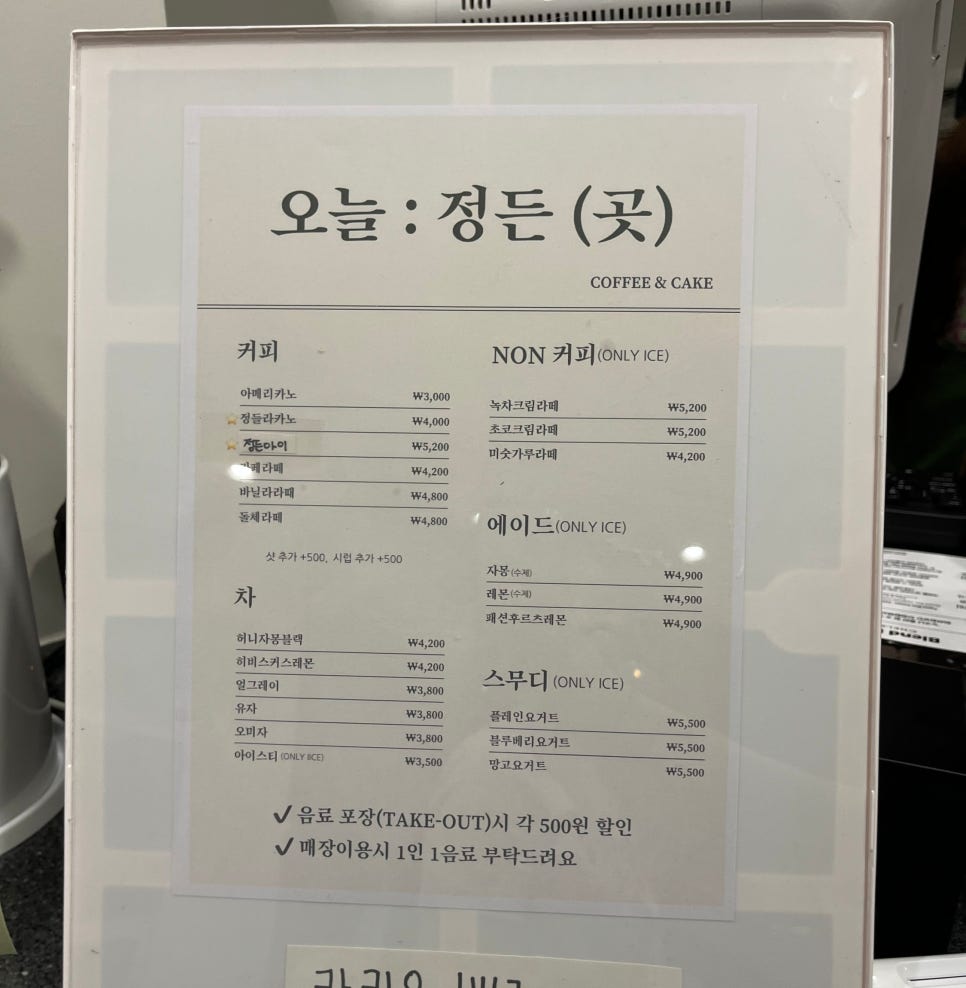 오늘 : 정든 (곳)
COFFEE & CAKE
커피
아메리카노 ₩3,000
정들라카노 ₩4,000
정든아이 ₩5,200
카페라떼 ₩4,200
바닐라라떼 ₩4,800
돌체라떼 ₩4,800
샷 추가 +500, 시럽 추가 +500
차
허니자몽블랙 ₩4,200
히비스커스레몬 ₩4,200
얼그레이 ₩3,800
유자 ₩3,800
오미자 ₩3,800
아이스티 (ONLY IICE) ₩3,500
NON 커피(ONLY ICE)
녹차크림라떼 ₩5,200
초코크림라떼 ₩5,200
미숫가루라떼 ₩4,200
에이드(ONLY ICE)
자몽(수제) ₩4,900
레몬(수제) ₩4,900
패션후르츠레몬 ₩4,900
스무디 (ONLY ICE)
플레인요거트 ₩5,500
블루베리요거트 ₩5,500
망고요거트 ₩5,500
✓ 음료 포장(TAKE-OUT)시 각 500원 할인
✓ 매장이용시 1인 1음료 부탁드려요
Blend